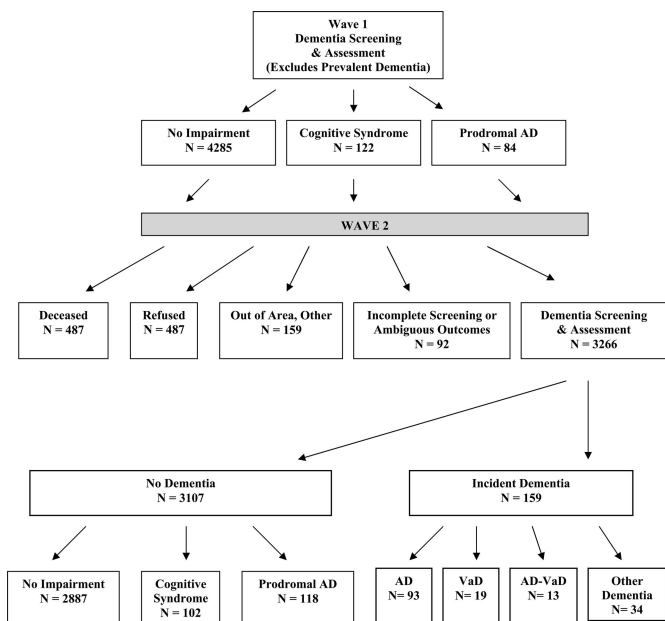 Wave 1
Dementia Screening
& Assessment
(Excludes Prevalent Dementia)
No Impairment
N = 4285
Cognitive Syndrome
N = 122
Prodromal AD
N = 84
WAVE 2
Deceased
N = 487
Refused
N = 487
Out of Area, Other
N = 159
Incomplete Screening or
Ambiguous Outcomes
N = 92
Dementia Screening
& Assessment
N = 3266
No Dementia
N = 3107
Incident Dementia
N = 159
No Impairment
N = 2887
Cognitive
Syndrome
N = 102
Prodromal AD
N = 118
AD
N= 93
VaD
N= 19
AD-VaD
N= 13
Other
Dementia
N= 34